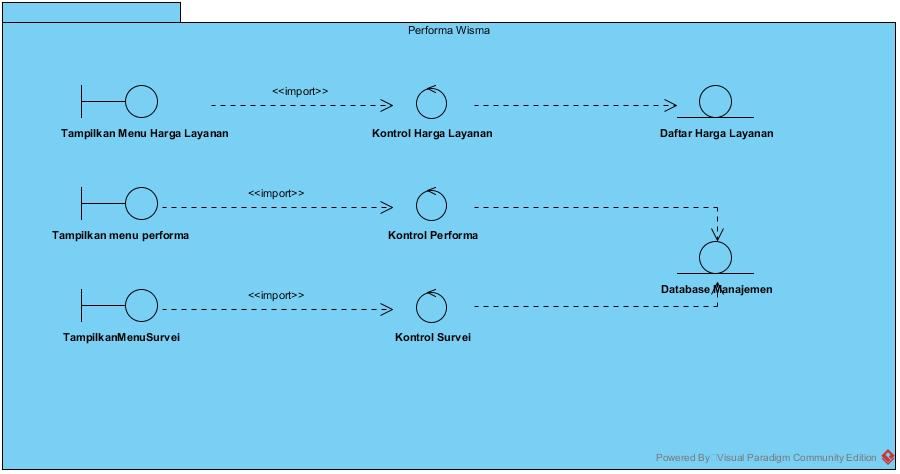 Performa Wisma
<<import>>
Tampilkan Menu Harga Layanan
Kontrol Harga Layanan
Daftar Harga Layanan
<<import>>
Tampilkan menu performa
Kontrol Performa
Database Manajemen
<<import>>
TampilkanMenuSurvei
Kontrol Survei
Powered By Visual Paradigm Community Edition